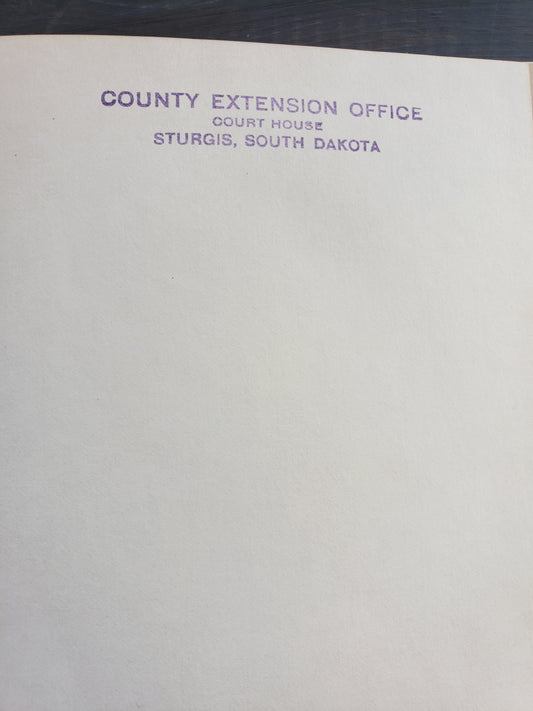 COUNTY EXTENSION OFFICE
COURT HOUSE
STURGIS, SOUTH DAKOTA